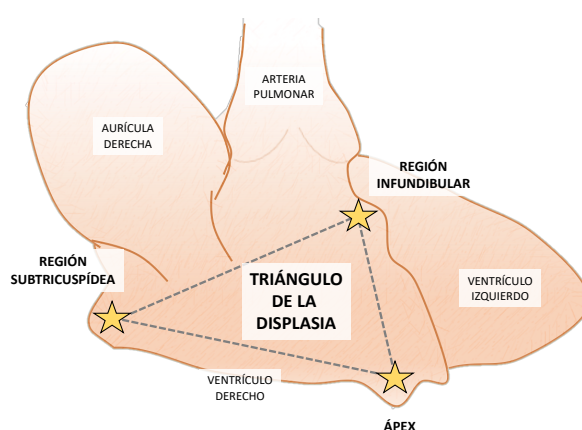 ARTERIA
PULMONAR
AURÍCULA
DERECHA
REGIÓN
INFUNDIBULAR
REGIÓN
SUBTRICUSPÍDEA
TRIÁNGULO
DE LA
DISPLASIA
VENTRÍCULO
IZQUIERDO
VENTRÍCULO
DERECHO
ÁPEX